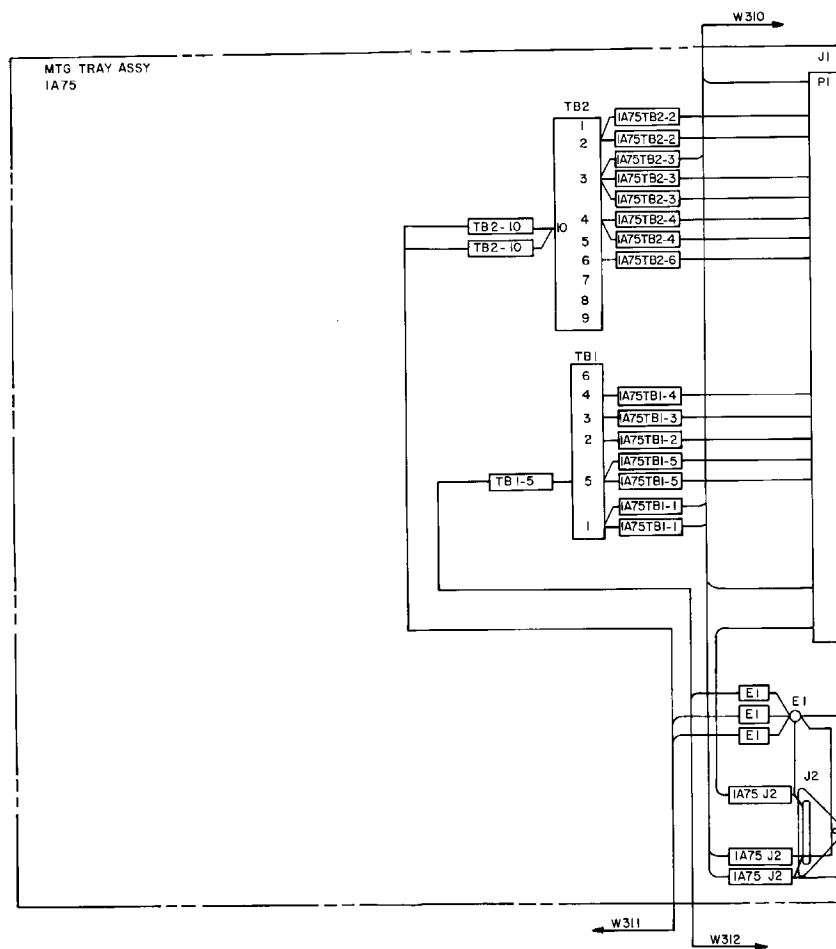 W310
MTG TRAY ASSY
1A75
J1
P1
TB2
1
2
3
4
5
6
7
8
9
10
1A75TB2-2
1A75TB2-2
1A75TB2-3
1A75TB2-3
1A75TB2-3
1A75TB2-4
1A75TB2-4
1A75TB2-6
TB2-10
TB2-10
TB1
6
4
3
2
5
1
1A75TB1-4
1A75TB1-3
1A75TB1-2
1A75TB1-5
1A75TB1-5
1A75TB1-1
1A75TB1-1
TB1-5
E1
E1
E1
E1
J2
1A75 J2
1A75 J2
1A75 J2
W311
W312